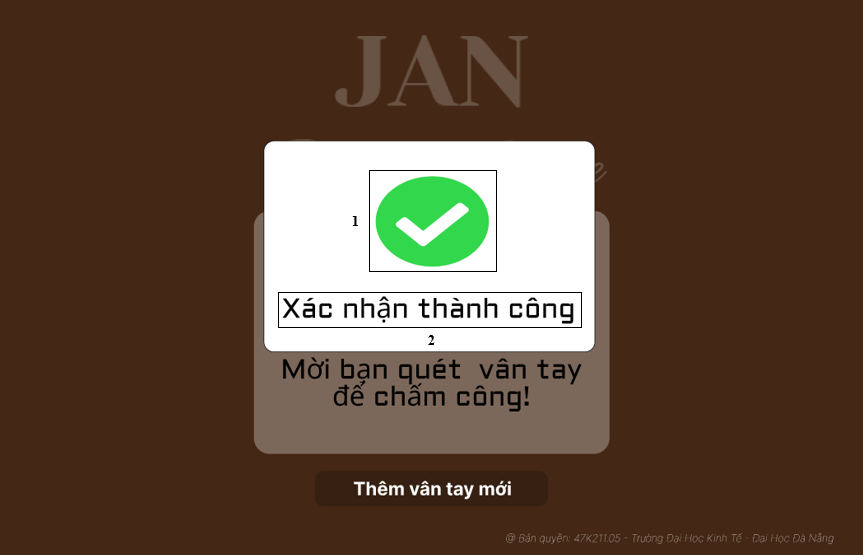 JAN
1
Xác nhận thành công
2
Mời bạn quét vân tay
để chấm công!
Thêm vân tay mới
@ Bản quyền: 47K211.05 - Trường Đại Học Kinh Tế - Đại Học Đà Nẵng